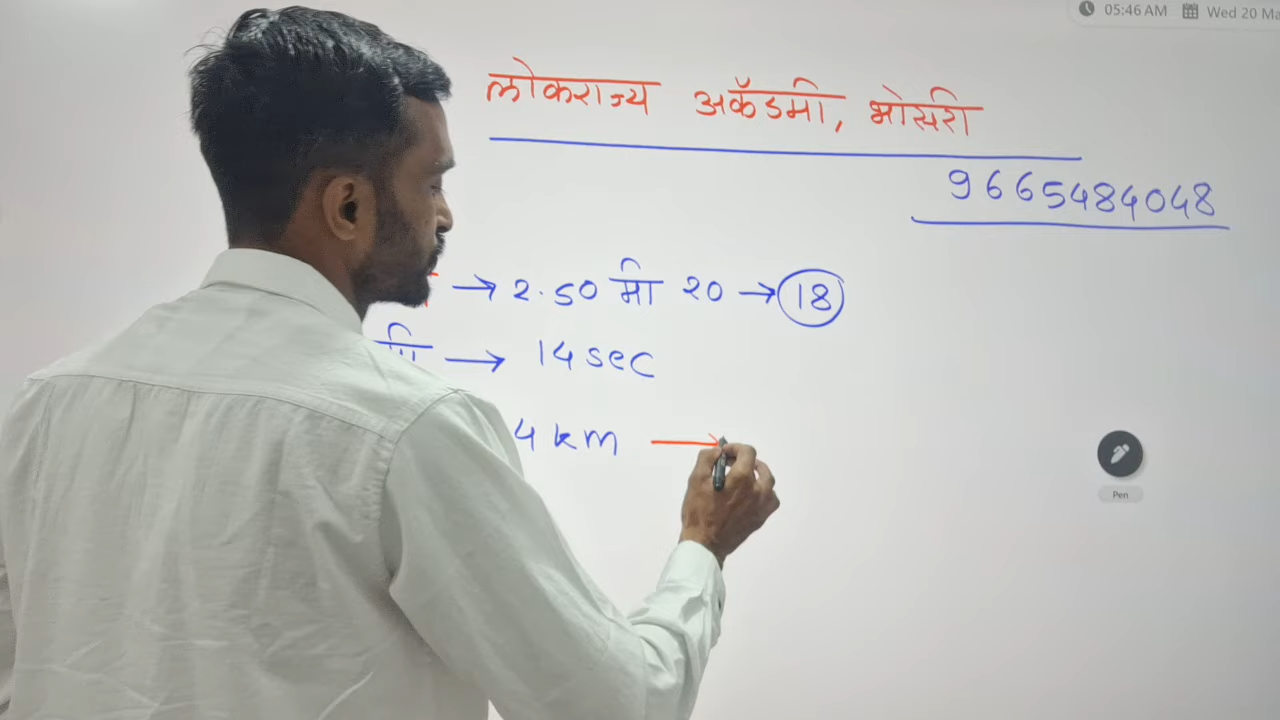 05:46 AM Wed 20 Ma
लोकराज्य अकॅडमी, भोसरी
9665484048
→ 2.50 मी 20 → 18
→ 14 sec
4 km →
Pen